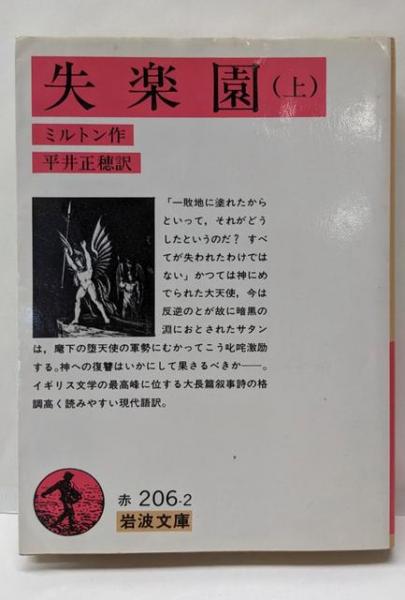 失楽園（上）
ミルトン作
平井正穂訳
「一敗地に塗れたから
といって，それがどう
したというのだ？ すべ
てが失われたわけでは
ない」かつては神にめ
でられた大天使，今は
反逆のとが故に暗黒の
淵におとされたサタン
は，麾下の堕天使の軍勢にむかってこう叱咤激励
する。神への復讐はいかにして果さるべきか――。
イギリス文学の最高峰に位する大長篇叙事詩の格
調高く読みやすい現代語訳。
赤 206-2
岩波文庫